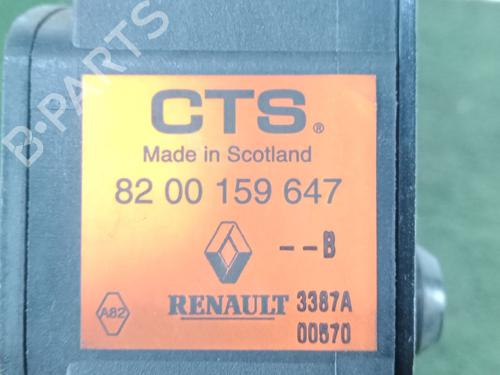 B-PARTS
CTS®
Made in Scotland
82 00 159 647
--B
RENAULT 3387A
A82
00570